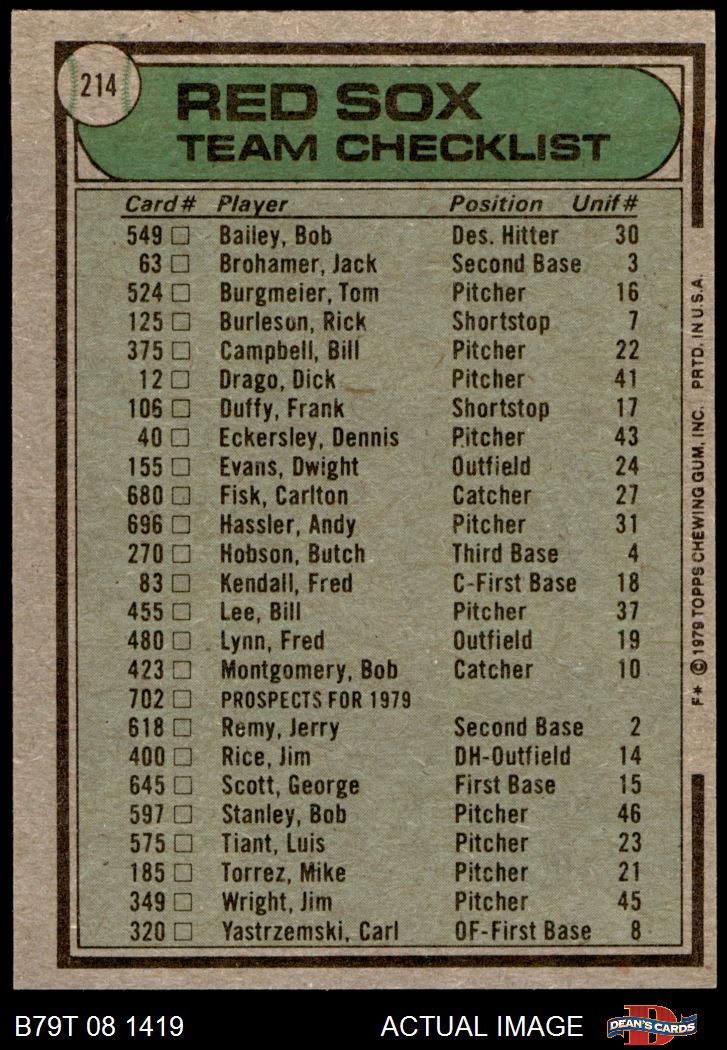 214
RED SOX
TEAM CHECKLIST
Card # Player Position Unif #
549 Bailey, Bob Des. Hitter 30
63 Brohamer, Jack Second Base 3
524 Burgmeier, Tom Pitcher 16
125 Burleson, Rick Shortstop 7
375 Campbell, Bill Pitcher 22
12 Drago, Dick Pitcher 41
106 Duffy, Frank Shortstop 17
40 Eckersley, Dennis Pitcher 43
155 Evans, Dwight Outfield 24
680 Fisk, Carlton Catcher 27
696 Hassler, Andy Pitcher 31
270 Hobson, Butch Third Base 4
83 Kendall, Fred C-First Base 18
455 Lee, Bill Pitcher 37
480 Lynn, Fred Outfield 19
423 Montgomery, Bob Catcher 10
702 PROSPECTS FOR 1979
618 Remy, Jerry Second Base 2
400 Rice, Jim DH-Outfield 14
645 Scott, George First Base 15
597 Stanley, Bob Pitcher 46
575 Tiant, Luis Pitcher 23
185 Torrez, Mike Pitcher 21
349 Wright, Jim Pitcher 45
320 Yastrzemski, Carl OF-First Base 8
F* © 1979 TOPPS CHEWING GUM, INC. PRTD. IN U.S.A.
B79T 08 1419 ACTUAL IMAGE
D
DEAN'S CARDS